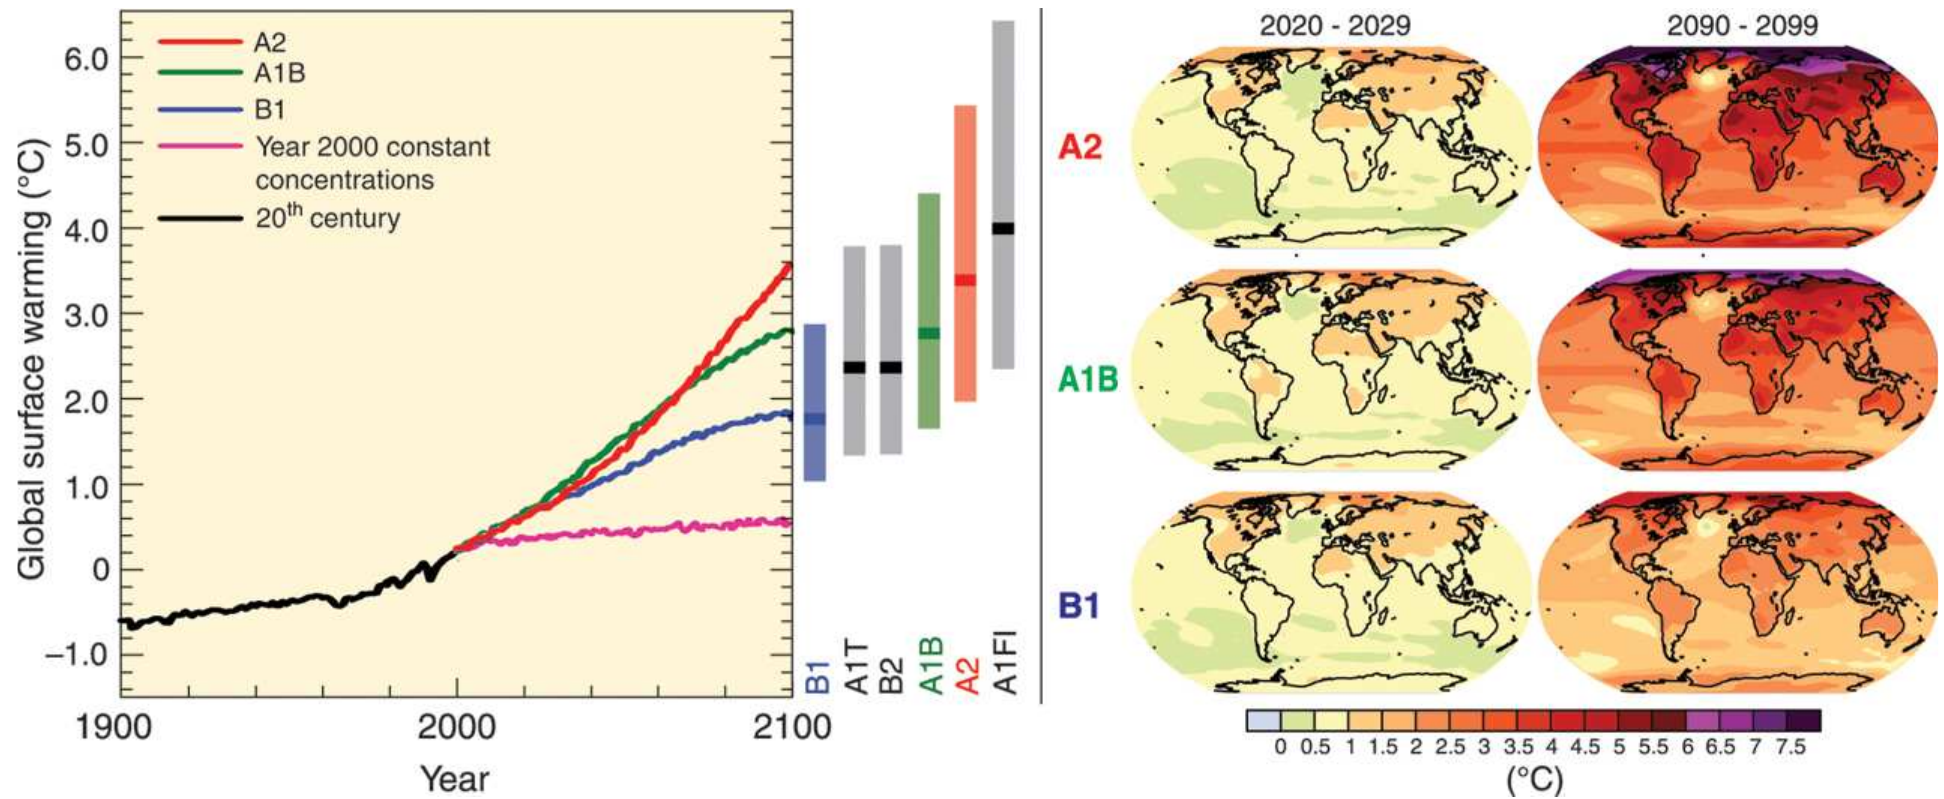 A2
A1B
B1
Year 2000 constant
concentrations
20th century
Global surface warming (°C)
6.0
5.0
4.0
3.0
2.0
1.0
0
–1.0
1900
2000
2100
Year
B1
A1T
B2
A1B
A2
A1FI
2020 - 2029
2090 - 2099
A2
A1B
B1
0 0.5 1 1.5 2 2.5 3 3.5 4 4.5 5 5.5 6 6.5 7 7.5
(°C)